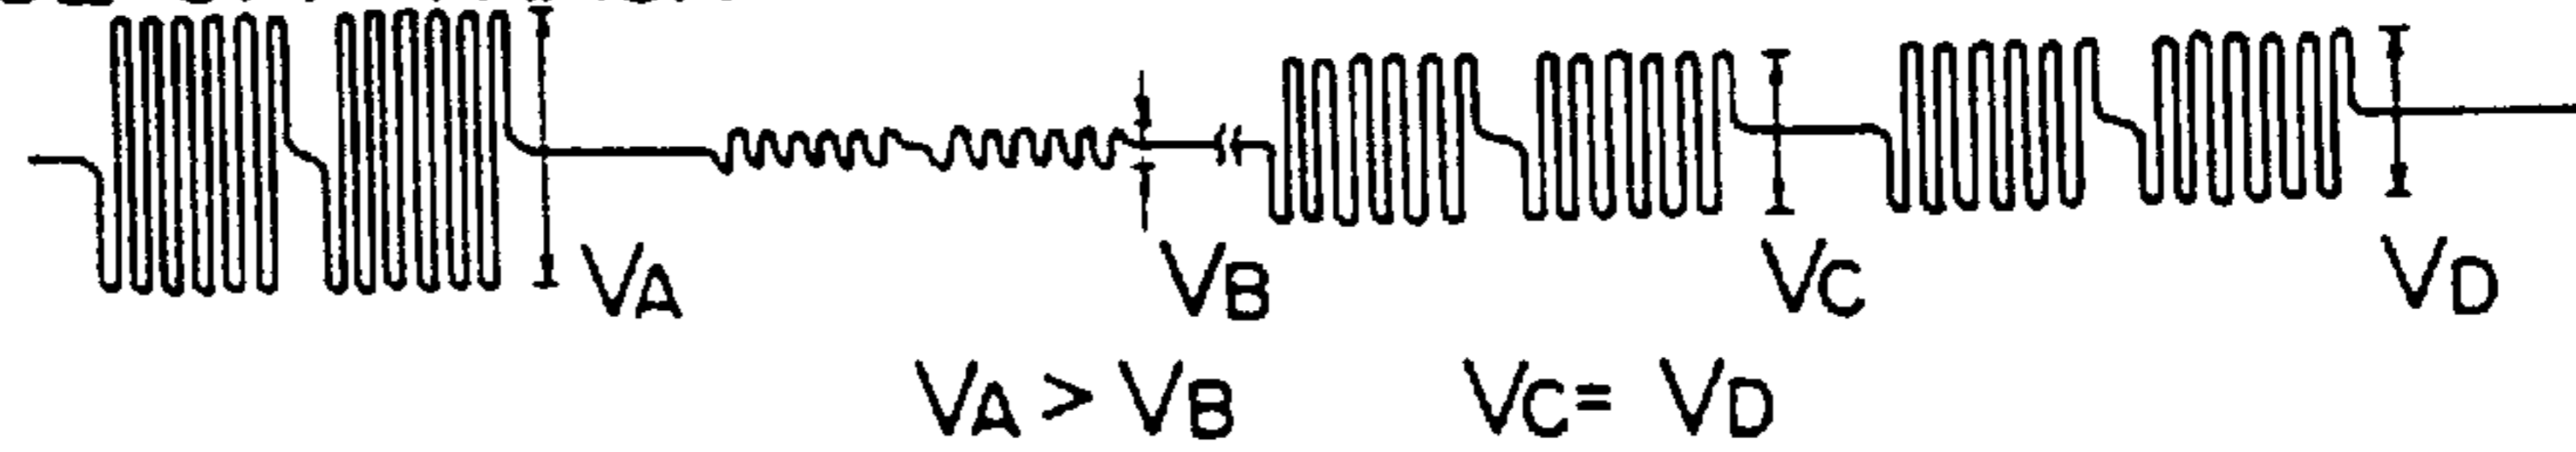 VA VB VC VD
VA > VB VC = VD